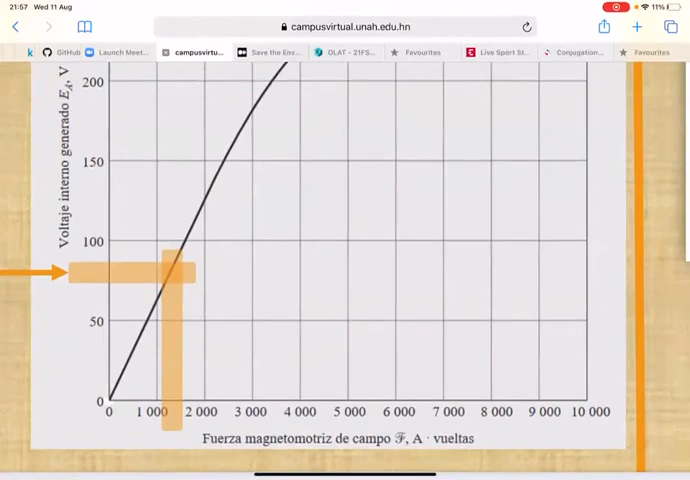 21:57 Wed 11 Aug 11%
campusvirtual.unah.edu.hn
GitHub Launch Meet... campusvirtu... Save the Env... OLAT - 21FS... Favourites Live Sport St... Conjugation... Favourites
Voltaje interno generado E_A, V
200
150
100
50
0
0 1 000 2 000 3 000 4 000 5 000 6 000 7 000 8 000 9 000 10 000
Fuerza magnetomotriz de campo ℱ, A · vueltas